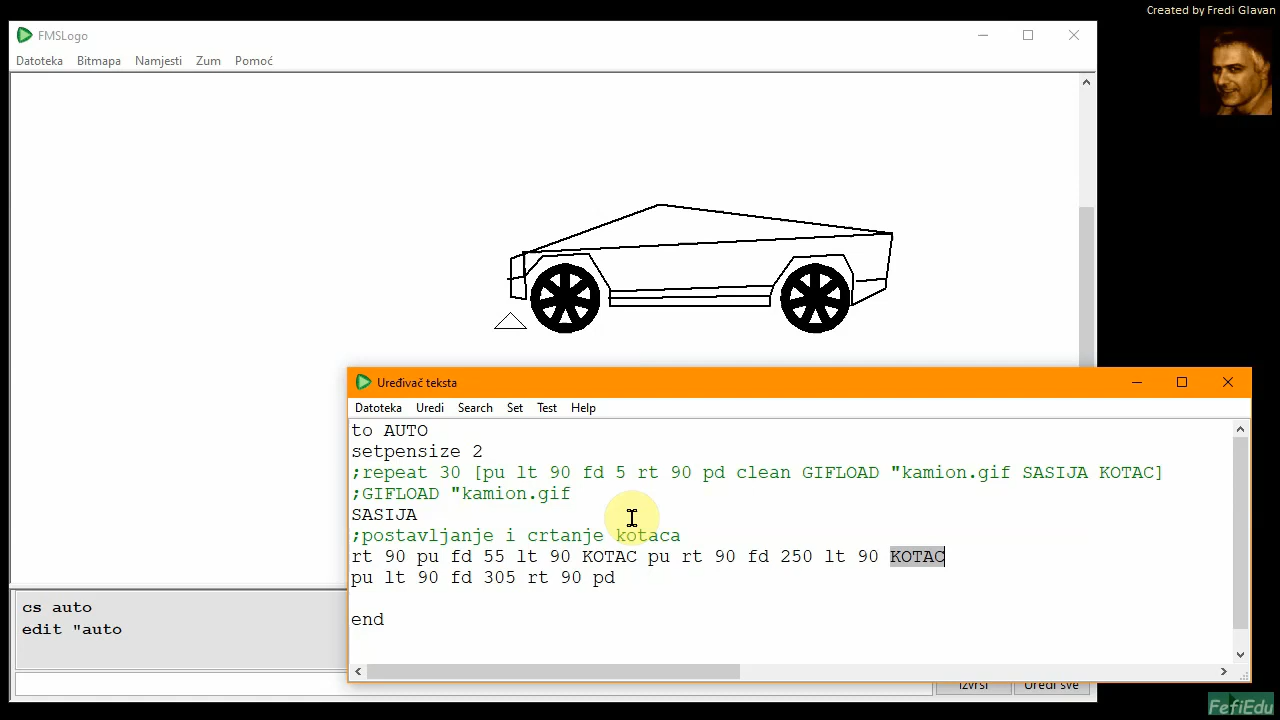 Created by Fredi Glavan
FMSLogo
Datoteka Bitmapa Namjesti Zum Pomoć
Uređivač teksta
Datoteka Uredi Search Set Test Help
to AUTO
setpensize 2
;repeat 30 [pu lt 90 fd 5 rt 90 pd clean GIFLOAD "kamion.gif SASIJA KOTAC]
;GIFLOAD "kamion.gif
SASIJA
;postavljanje i crtanje kotaca
rt 90 pu fd 55 lt 90 KOTAC pu rt 90 fd 250 lt 90 KOTAC
pu lt 90 fd 305 rt 90 pd
end
cs auto
edit "auto
Izvrši Uredi sve
FefiEdu